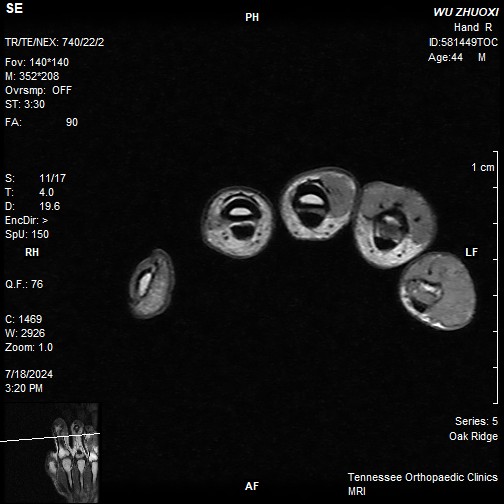 SE
PH
WU ZHUOXI
Hand R
ID:581449TOC
Age:44 M
TR/TE/NEX: 740/22/2
Fov: 140*140
M: 352*208
Ovrsmp: OFF
ST: 3:30
FA: 90
1 cm
S: 11/17
T: 4.0
D: 19.6
EncDir: >
SpU: 150
RH
LF
Q.F.: 76
C: 1469
W: 2926
Zoom: 1.0
7/18/2024
3:20 PM
Series: 5
Oak Ridge
Tennessee Orthopaedic Clinics
MRI
AF